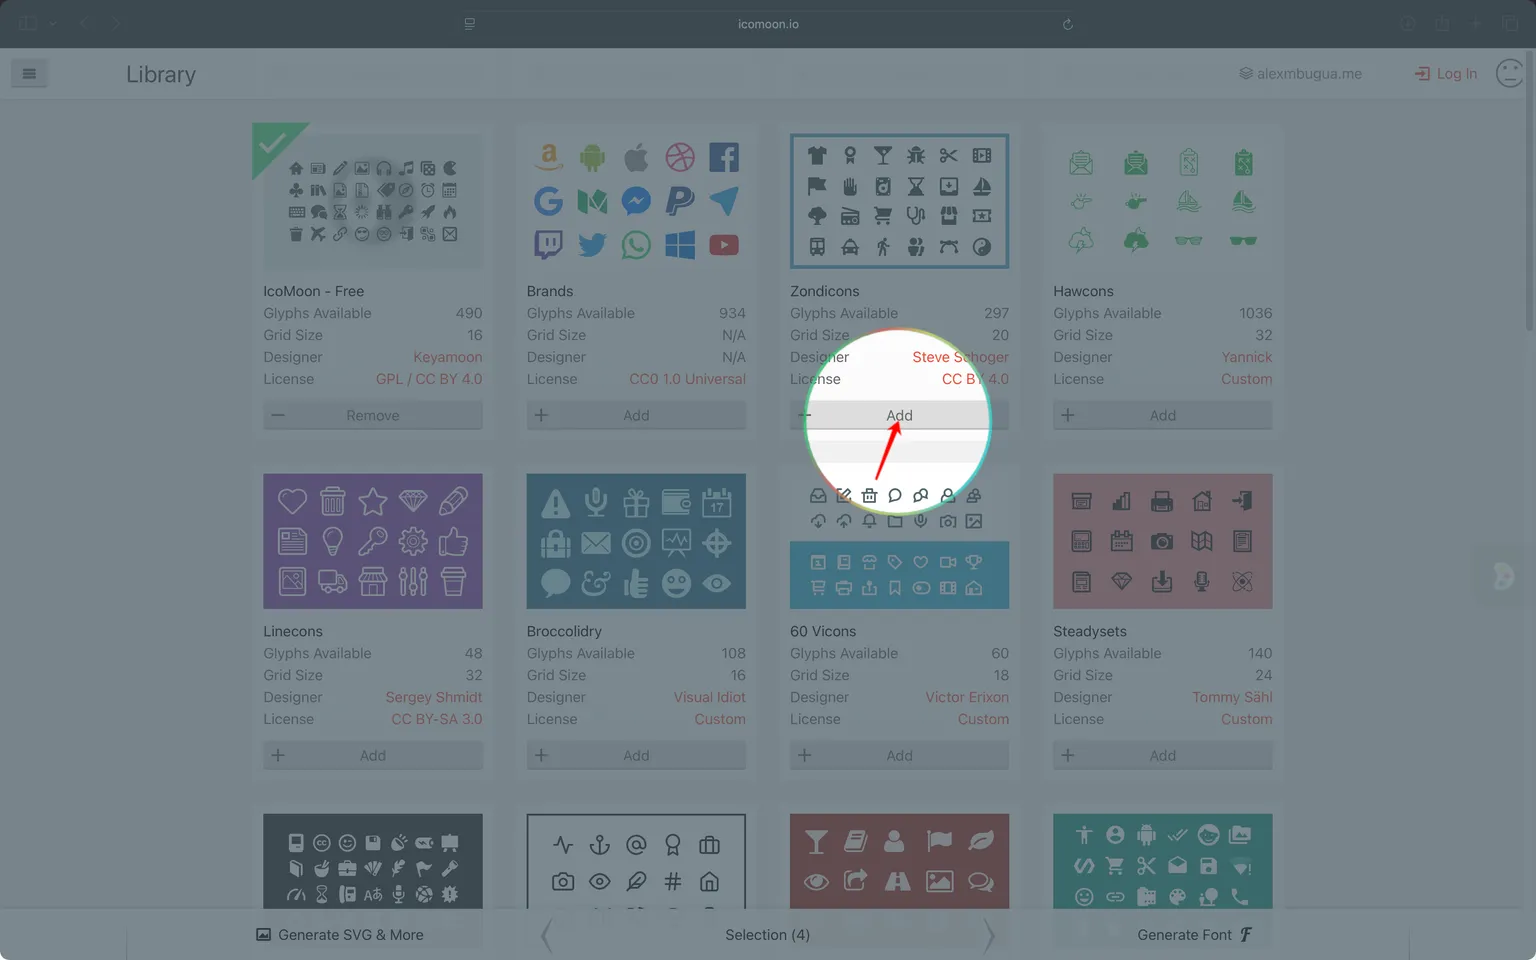 icomoon.io
Library
alexmbugua.me
Log In
IcoMoon - Free
Glyphs Available 490
Grid Size 16
Designer Keyamoon
License GPL / CC BY 4.0
Remove
Brands
Glyphs Available 934
Grid Size N/A
Designer N/A
License CC0 1.0 Universal
Add
Zondicons
Glyphs Available 297
Grid Size 20
Designer Steve Schoger
License CC BY 4.0
Add
Hawcons
Glyphs Available 1036
Grid Size 32
Designer Yannick
License Custom
Add
17
Linecons
Glyphs Available 48
Grid Size 32
Designer Sergey Shmidt
License CC BY-SA 3.0
Add
Broccolidry
Glyphs Available 108
Grid Size 16
Designer Visual Idiot
License Custom
Add
60 Vicons
Glyphs Available 60
Grid Size 18
Designer Victor Erixon
License Custom
Add
Steadysets
Glyphs Available 140
Grid Size 24
Designer Tommy Sähl
License Custom
Add
Generate SVG & More
Selection (4)
Generate Font